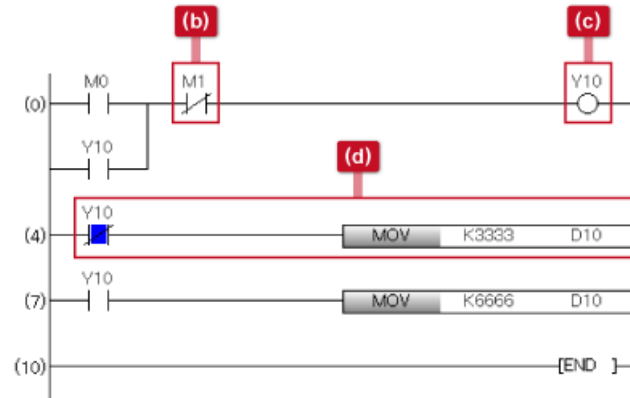 (b) (c)
M0 M1 Y10
(0)
Y10
(d)
Y10
(4) MOV K3333 D10
Y10
(7) MOV K6666 D10
(10) [END ]